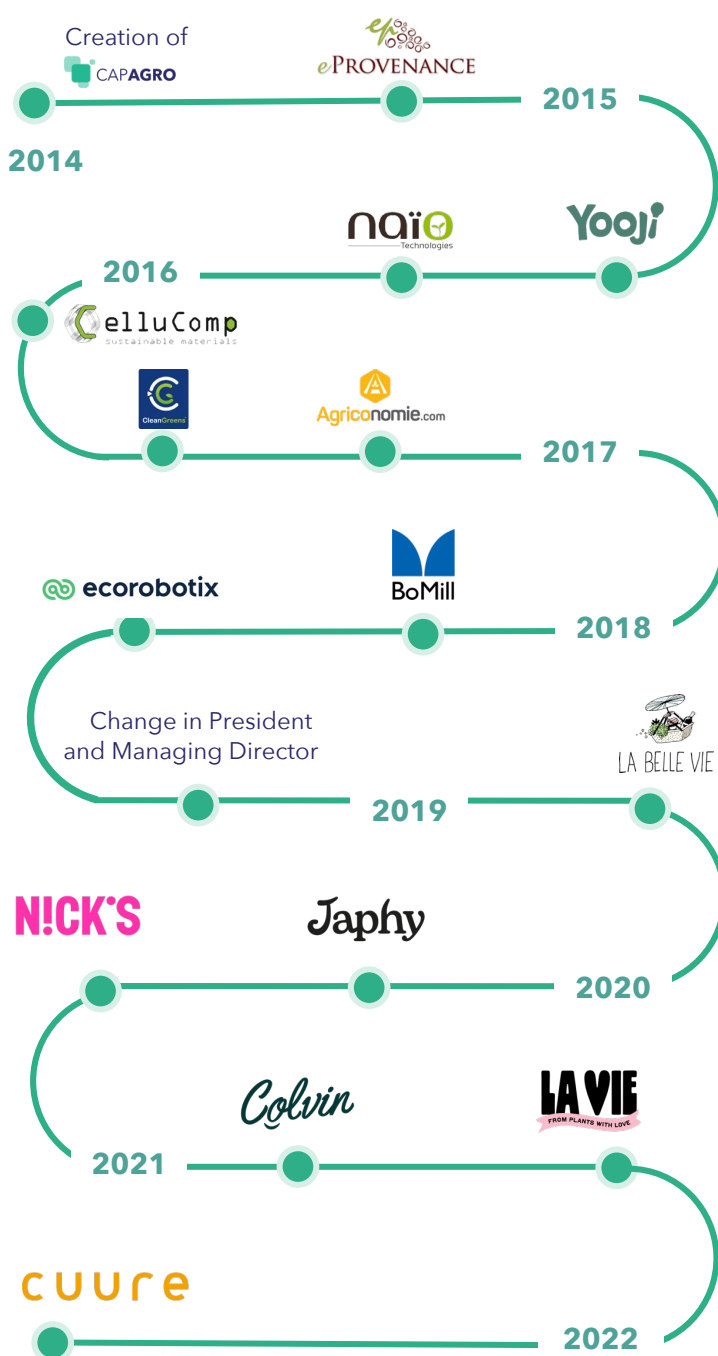 Creation of
CAPAGRO
ep
ePROVENANCE
2015
2014
naïo
Technologies
Yooji
2016
CelluComp
sustainable materials
CleanGreens
Agriconomie.com
2017
ecorobotix
BoMill
2018
Change in President
and Managing Director
LA BELLE VIE
2019
N!CK'S
Japhy
2020
Colvin
LA VIE
FROM PLANTS WITH LOVE
2021
cuure
2022